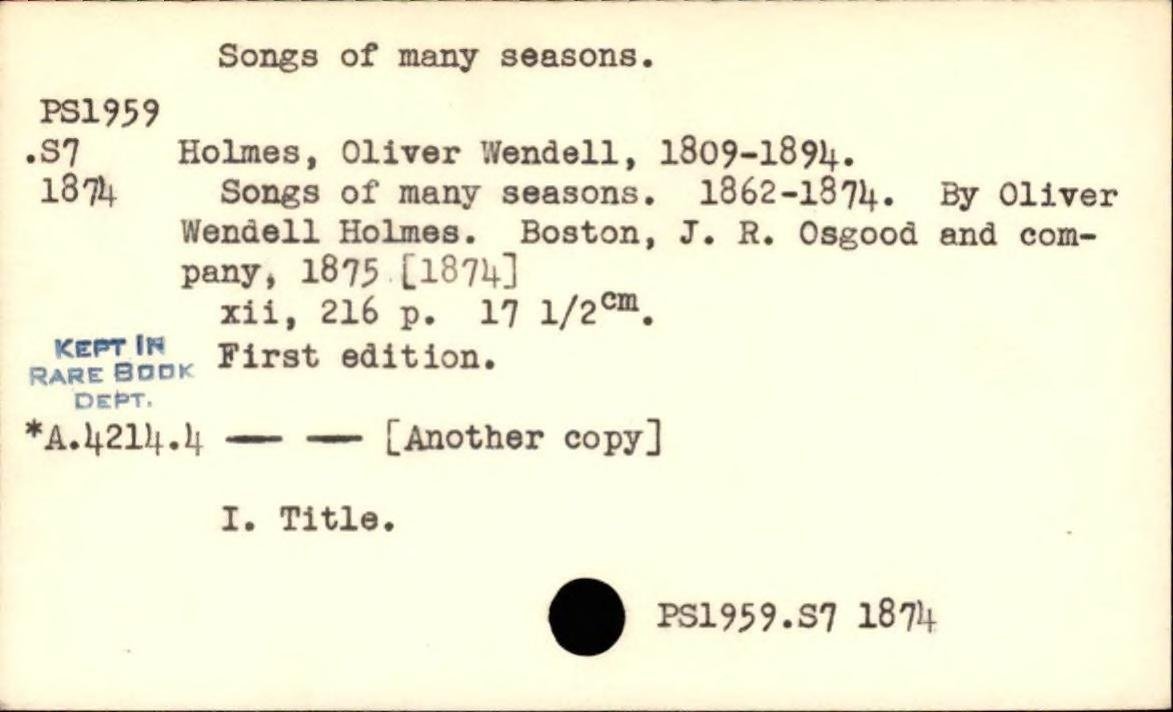 Songs of many seasons.
PS1959
.S7 Holmes, Oliver Wendell, 1809-1894.
1874 Songs of many seasons. 1862-1874. By Oliver
Wendell Holmes. Boston, J. R. Osgood and com-
pany, 1875 [1874]
xii, 216 p. 17 1/2cm.
KEPT IN
RARE BOOK
DEPT.
First edition.
*A.4214.4 — — [Another copy]
I. Title.
PS1959.S7 1874